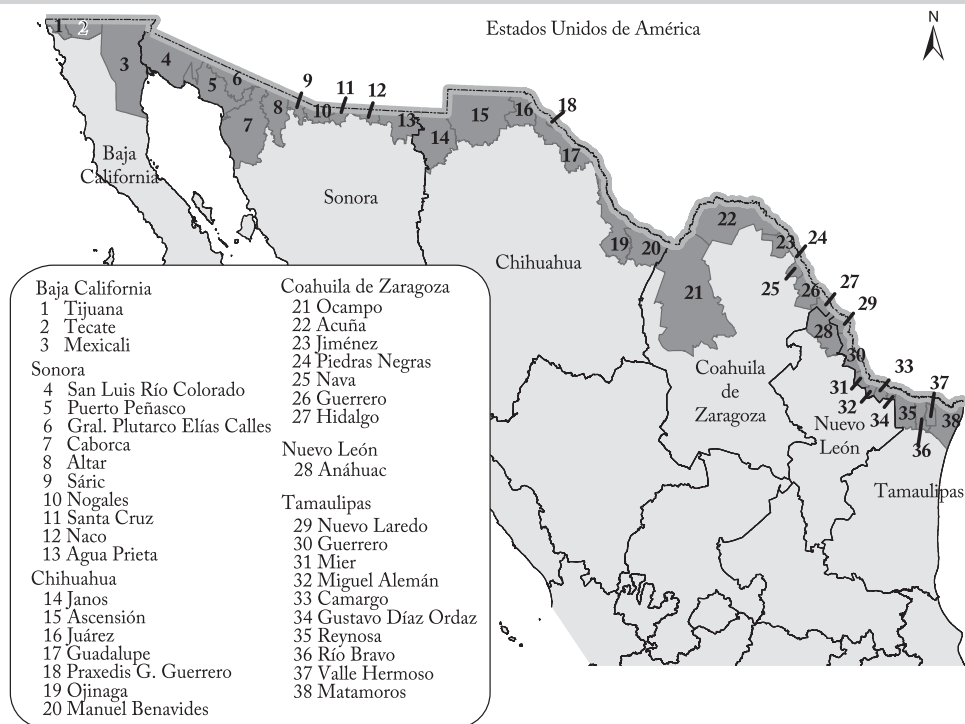 Estados Unidos de América
N
1
2
3
4
5
6
7
8
9
10
11
12
13
14
15
16
17
18
19
20
21
22
23
24
25
26
27
28
29
30
31
32
33
34
35
36
37
38
Baja
California
Sonora
Chihuahua
Coahuila
de
Zaragoza
Nuevo
León
Tamaulipas
Baja California
1 Tijuana
2 Tecate
3 Mexicali
Sonora
4 San Luis Río Colorado
5 Puerto Peñasco
6 Gral. Plutarco Elías Calles
7 Caborca
8 Altar
9 Sáric
10 Nogales
11 Santa Cruz
12 Naco
13 Agua Prieta
Chihuahua
14 Janos
15 Ascensión
16 Juárez
17 Guadalupe
18 Praxedis G. Guerrero
19 Ojinaga
20 Manuel Benavides
Coahuila de Zaragoza
21 Ocampo
22 Acuña
23 Jiménez
24 Piedras Negras
25 Nava
26 Guerrero
27 Hidalgo
Nuevo León
28 Anáhuac
Tamaulipas
29 Nuevo Laredo
30 Guerrero
31 Mier
32 Miguel Alemán
33 Camargo
34 Gustavo Díaz Ordaz
35 Reynosa
36 Río Bravo
37 Valle Hermoso
38 Matamoros